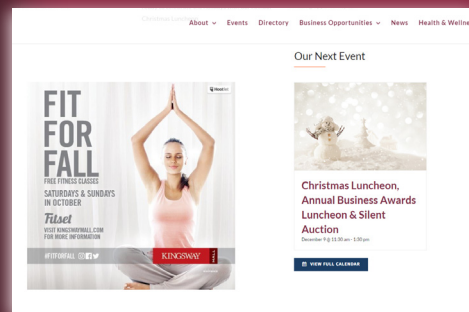 About Events Directory Business Opportunities News Health & Wellne
Our Next Event
FIT
FOR
FALL
FREE FITNESS CLASSES
SATURDAYS & SUNDAYS
IN OCTOBER
Fitset
VISIT KINGSWAYMALL.COM
FOR MORE INFORMATION
#FITFORFALL
KINGSWAY MALL
Christmas Luncheon,
Annual Business Awards
Luncheon & Silent
Auction
December 9 @ 11:30 am - 1:30 pm
VIEW FULL CALENDAR